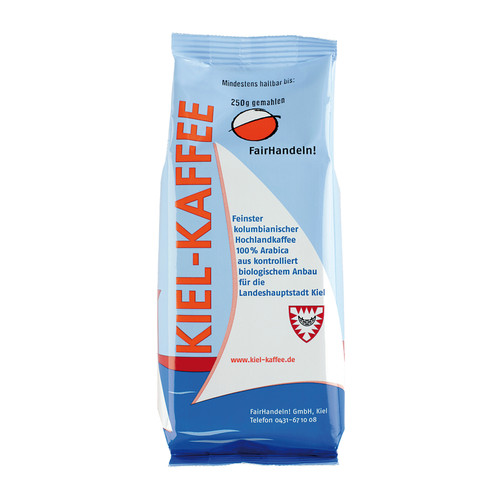 Mindestens haltbar bis:
250g gemahlen
FairHandeln!
KIEL-KAFFEE
Feinster
kolumbianischer
Hochlandkaffee
100% Arabica
aus kontrolliert
biologischem Anbau
für die
Landeshauptstadt Kiel
www.kiel-kaffee.de
FairHandeln! GmbH, Kiel
Telefon 0431-67 10 08